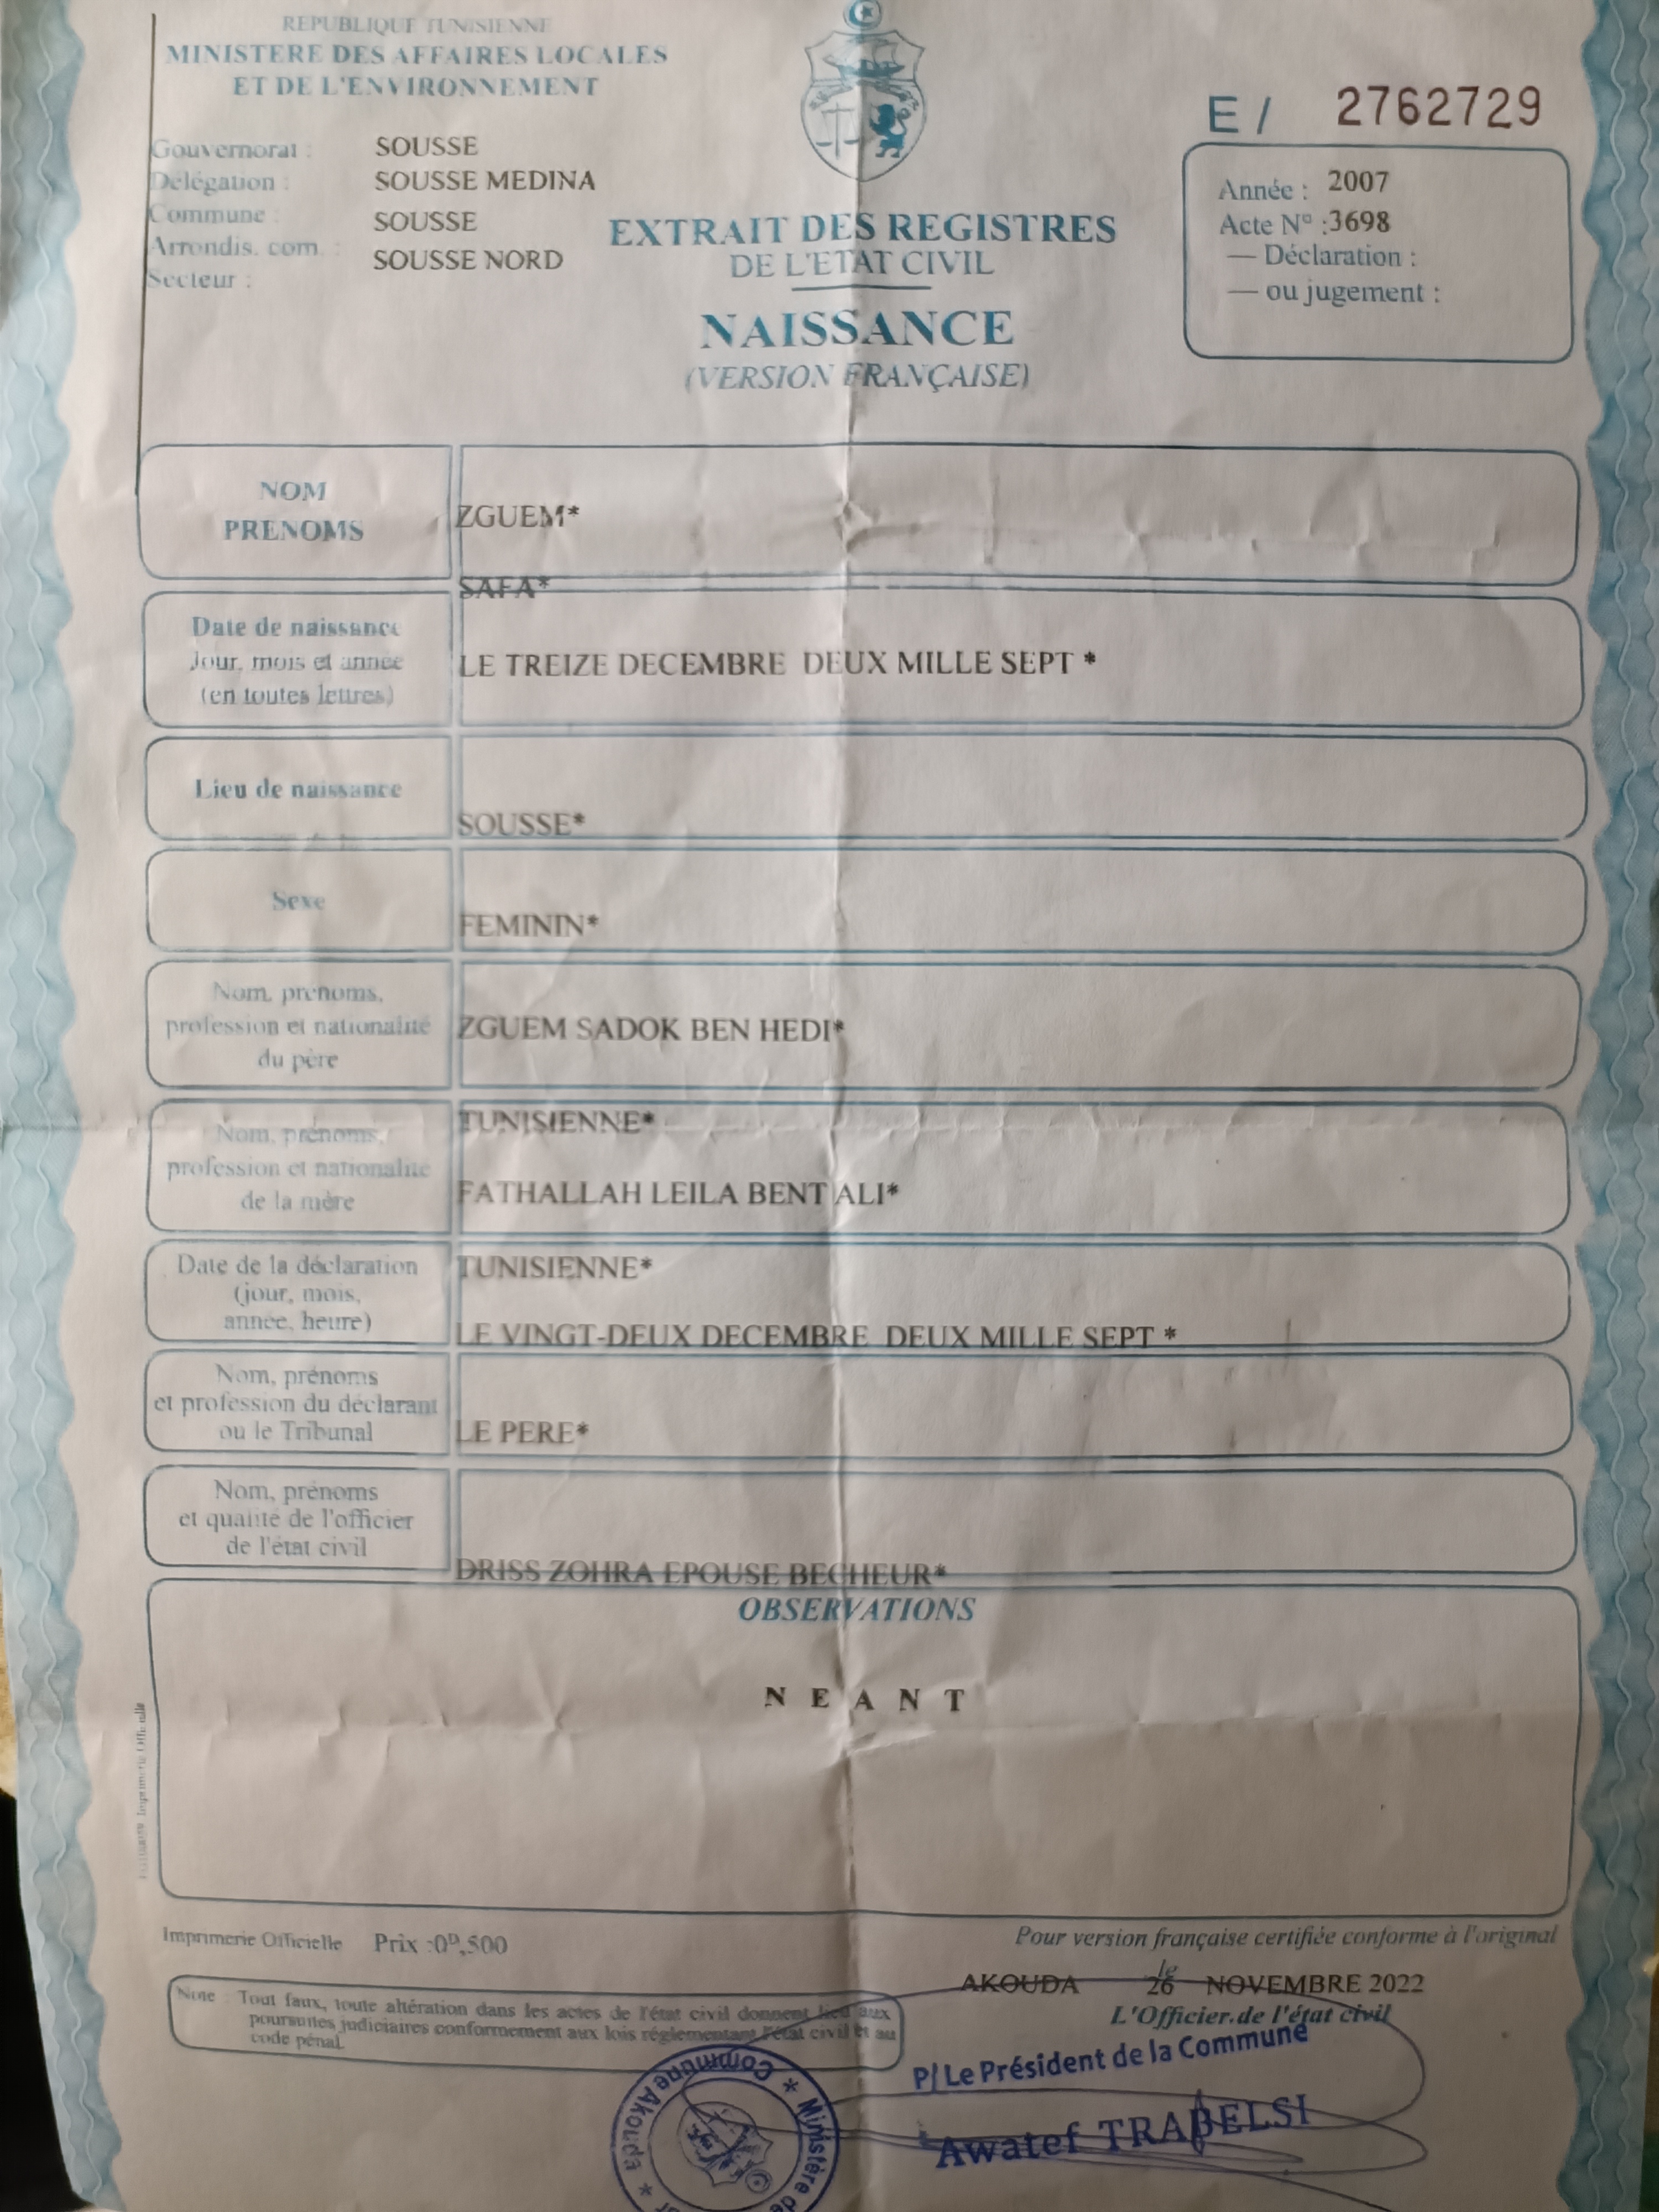 REPUBLIQUE TUNISIENNE
MINISTERE DES AFFAIRES LOCALES
ET DE L'ENVIRONNEMENT
Gouvernorat : SOUSSE
Délégation : SOUSSE MEDINA
Commune : SOUSSE
Arrondis. com. : SOUSSE NORD
Secteur :
E / 2762729
Année : 2007
Acte N° :3698
— Déclaration :
— ou jugement :
EXTRAIT DES REGISTRES
DE L'ETAT CIVIL
NAISSANCE
(VERSION FRANÇAISE)
NOM
PRENOMS
ZGUEM*
SAFA*
Date de naissance
Jour, mois et année
(en toutes lettres)
LE TREIZE DECEMBRE DEUX MILLE SEPT *
Lieu de naissance
SOUSSE*
Sexe
FEMININ*
Nom, prénoms,
profession et nationalité
du père
ZGUEM SADOK BEN HEDI*
TUNISIENNE*
Nom, prénoms,
profession et nationalité
de la mère
FATHALLAH LEILA BENT ALI*
TUNISIENNE*
Date de la déclaration
(jour, mois,
année, heure)
LE VINGT-DEUX DECEMBRE DEUX MILLE SEPT *
Nom, prénoms
et profession du déclarant
ou le Tribunal
LE PERE*
Nom, prénoms
et qualité de l'officier
de l'état civil
DRISS ZOHRA EPOUSE BECHEUR*
OBSERVATIONS
N E A N T
Imprimerie Officielle
Imprimerie Officielle Prix :0ᴰ,500
Pour version française certifiée conforme à l'original
AKOUDA le 26 NOVEMBRE 2022
L'Officier de l'état civil
Note : Tout faux, toute altération dans les actes de l'état civil donnent lieu aux
poursuites judiciaires conformement aux lois réglementant l'état civil et au
code pénal.
P/ Le Président de la Commune
Awatef TRABELSI
Commune Akouda * Ministère de